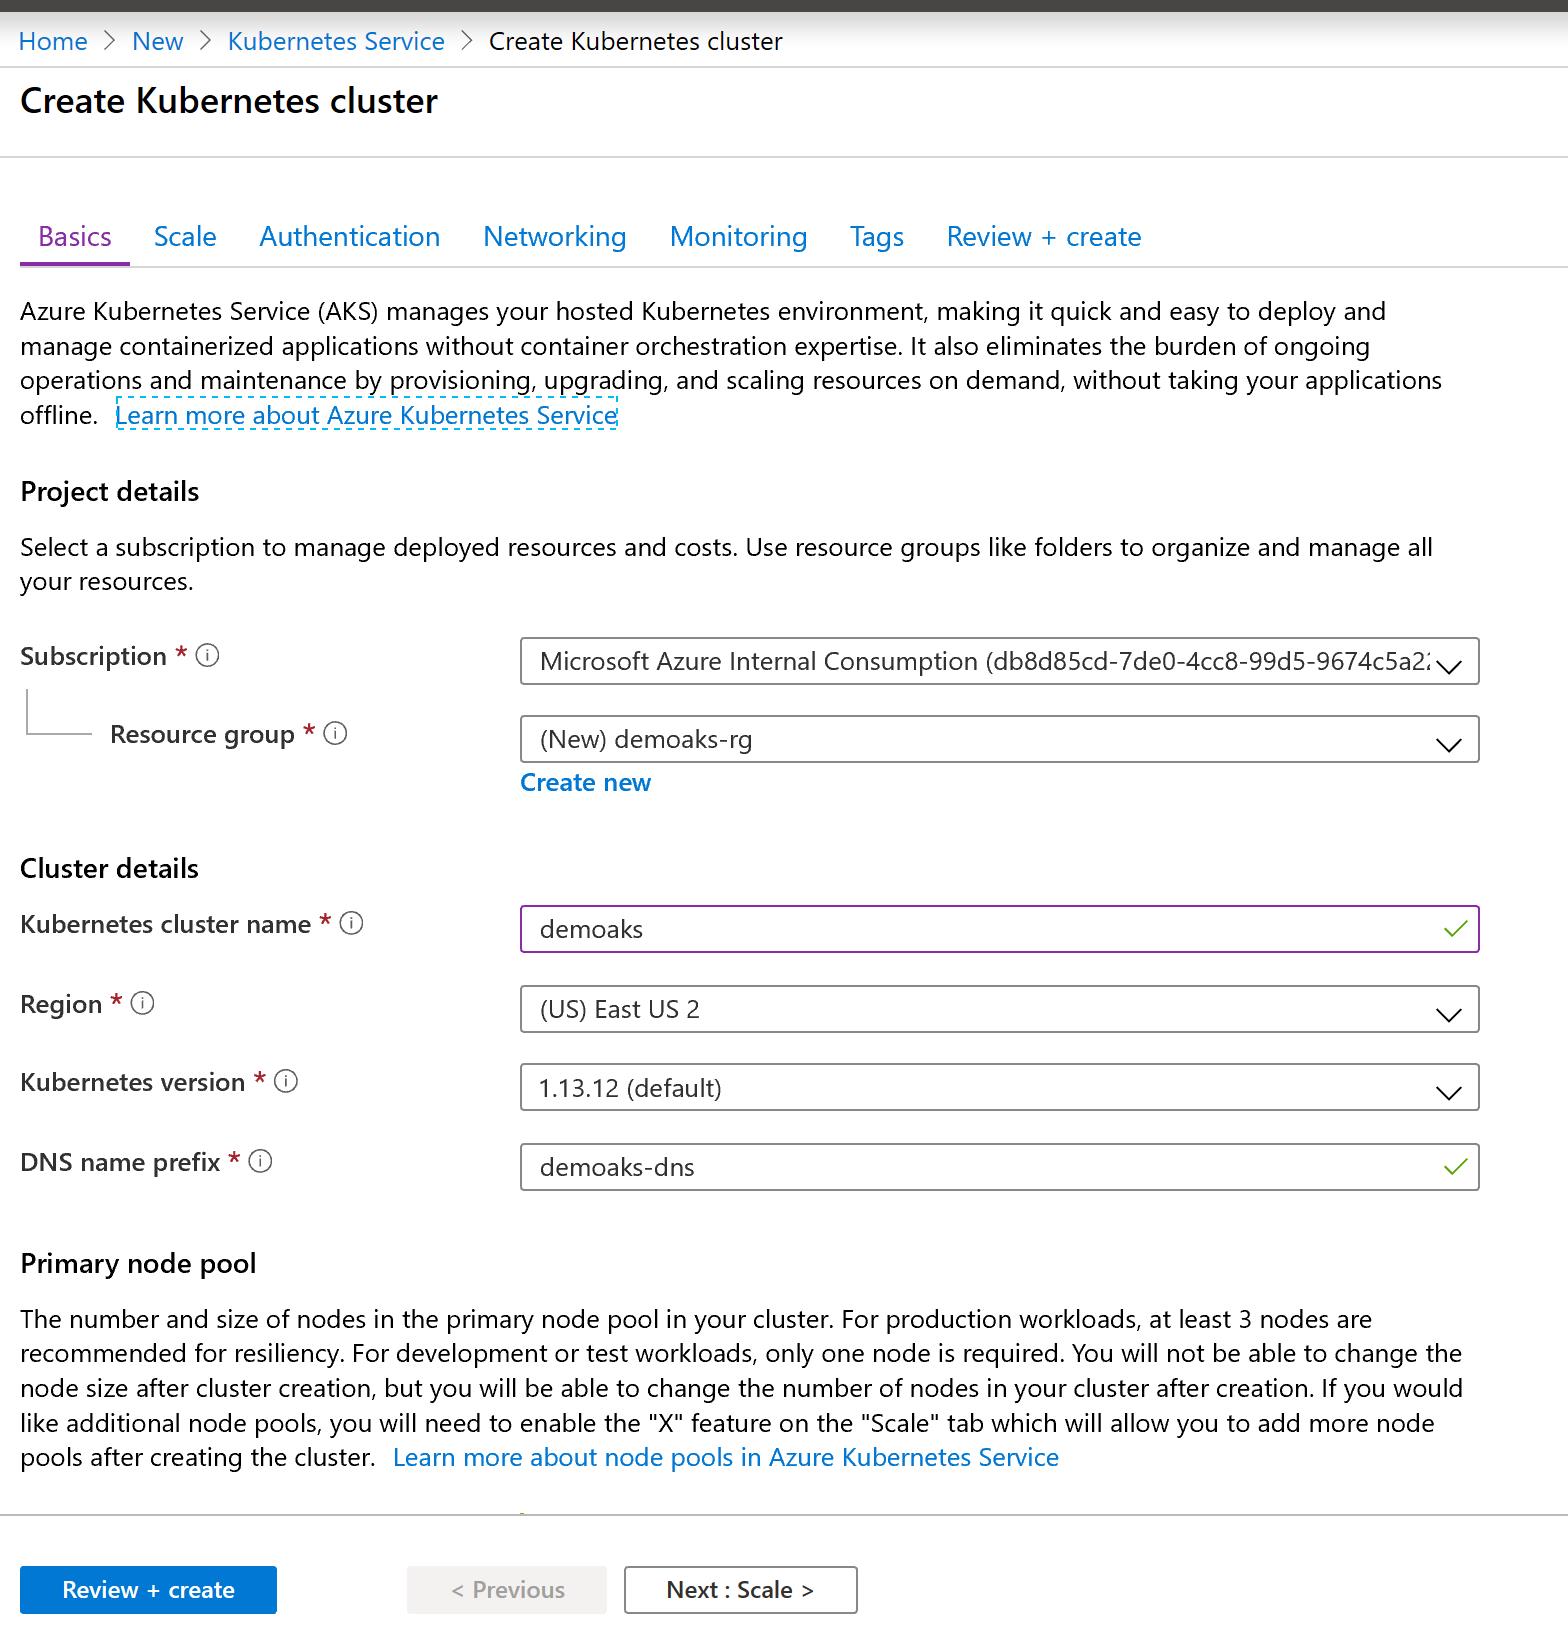 Home > New > Kubernetes Service > Create Kubernetes cluster
Create Kubernetes cluster
Basics Scale Authentication Networking Monitoring Tags Review + create
Azure Kubernetes Service (AKS) manages your hosted Kubernetes environment, making it quick and easy to deploy and
manage containerized applications without container orchestration expertise. It also eliminates the burden of ongoing
operations and maintenance by provisioning, upgrading, and scaling resources on demand, without taking your applications
offline. Learn more about Azure Kubernetes Service
Project details
Select a subscription to manage deployed resources and costs. Use resource groups like folders to organize and manage all
your resources.
Subscription * Microsoft Azure Internal Consumption (db8d85cd-7de0-4cc8-99d5-9674c5a22
Resource group * (New) demoaks-rg
Create new
Cluster details
Kubernetes cluster name * demoaks
Region * (US) East US 2
Kubernetes version * 1.13.12 (default)
DNS name prefix * demoaks-dns
Primary node pool
The number and size of nodes in the primary node pool in your cluster. For production workloads, at least 3 nodes are
recommended for resiliency. For development or test workloads, only one node is required. You will not be able to change the
node size after cluster creation, but you will be able to change the number of nodes in your cluster after creation. If you would
like additional node pools, you will need to enable the "X" feature on the "Scale" tab which will allow you to add more node
pools after creating the cluster. Learn more about node pools in Azure Kubernetes Service
Review + create < Previous Next : Scale >